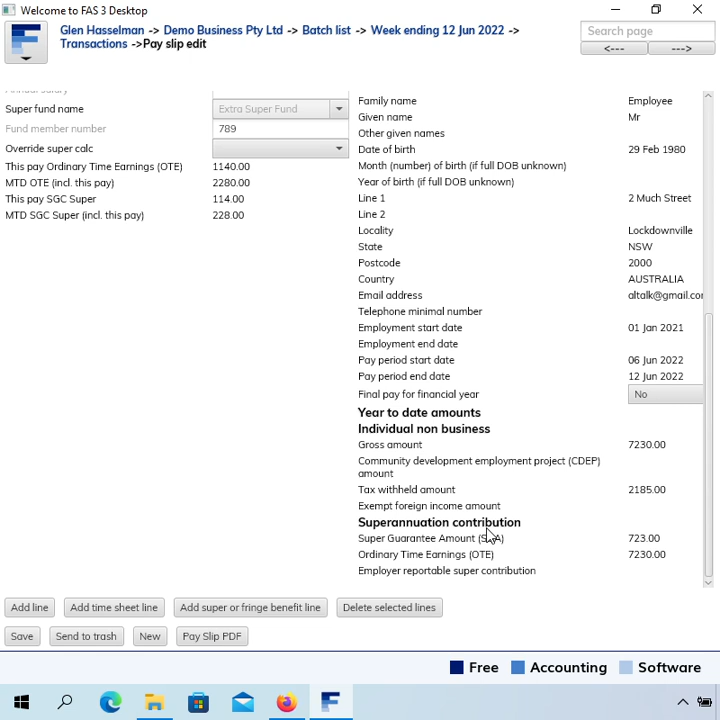 Welcome to FAS 3 Desktop
Glen Hasselman -> Demo Business Pty Ltd -> Batch list -> Week ending 12 Jun 2022 ->
Transactions ->Pay slip edit
Search page
<---
--->
Annual salary
Super fund name Extra Super Fund
Fund member number 789
Override super calc
This pay Ordinary Time Earnings (OTE) 1140.00
MTD OTE (incl. this pay) 2280.00
This pay SGC Super 114.00
MTD SGC Super (incl. this pay) 228.00
Family name Employee
Given name Mr
Other given names
Date of birth 29 Feb 1980
Month (number) of birth (if full DOB unknown)
Year of birth (if full DOB unknown)
Line 1 2 Much Street
Line 2
Locality Lockdownville
State NSW
Postcode 2000
Country AUSTRALIA
Email address altalk@gmail.co
Telephone minimal number
Employment start date 01 Jan 2021
Employment end date
Pay period start date 06 Jun 2022
Pay period end date 12 Jun 2022
Final pay for financial year No
Year to date amounts
Individual non business
Gross amount 7230.00
Community development employment project (CDEP)
amount
Tax withheld amount 2185.00
Exempt foreign income amount
Superannuation contribution
Super Guarantee Amount 723.00
Ordinary Time Earnings (OTE) 7230.00
Employer reportable super contribution
Add line
Add time sheet line
Add super or fringe benefit line
Delete selected lines
Save
Send to trash
New
Pay Slip PDF
Free Accounting Software